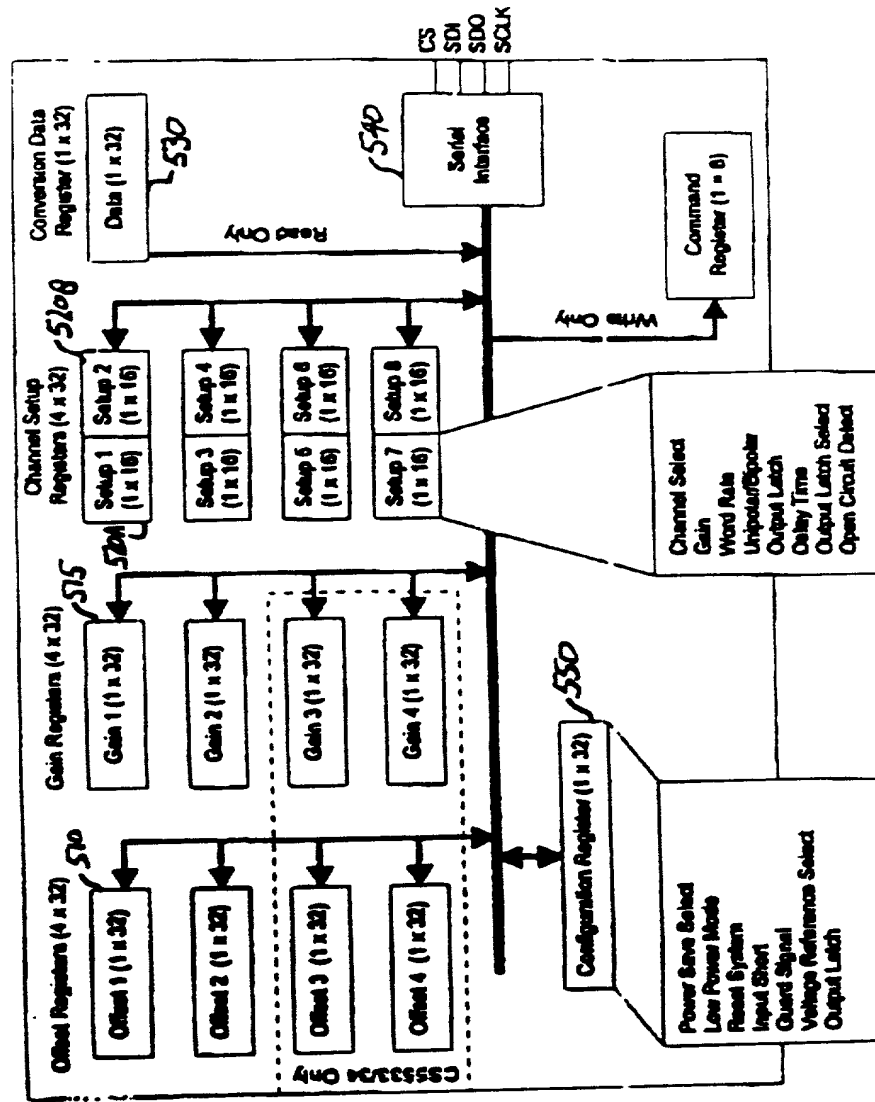 Offset Registers (4 x 32)
510
Offset 1 (1 x 32)
Offset 2 (1 x 32)
Offset 3 (1 x 32)
Offset 4 (1 x 32)
Gain Registers (4 x 32)
515
Gain 1 (1 x 32)
Gain 2 (1 x 32)
Gain 3 (1 x 32)
Gain 4 (1 x 32)
CS5533/34 Only
Channel Setup
Registers (4 x 32)
520A
520B
Setup 1
(1 x 16)
Setup 2
(1 x 16)
Setup 3
(1 x 16)
Setup 4
(1 x 16)
Setup 5
(1 x 16)
Setup 6
(1 x 16)
Setup 7
(1 x 16)
Setup 8
(1 x 16)
Conversion Data
Register (1 x 32)
Data (1 x 32)
530
Read Only
540
Serial
Interface
CS
SDI
SDO
SCLK
Write Only
Command
Register (1 × 8)
550
Configuration Register (1 x 32)
Power Save Select
Low Power Mode
Reset System
Input Short
Guard Signal
Voltage Reference Select
Output Latch
Channel Select
Gain
Word Rate
Unipolar/Bipolar
Output Latch
Delay Time
Output Latch Select
Open Circuit Detect